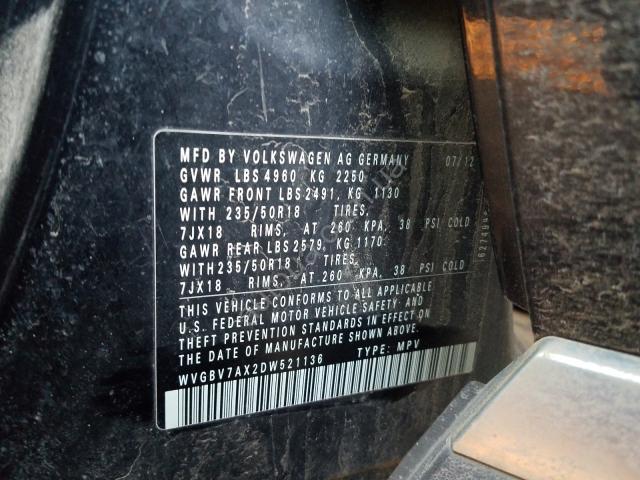 MFD BY VOLKSWAGEN AG GERMANY 07/12
GVWR LBS 4960 KG 2250
GAWR FRONT LBS 2491, KG 1130
WITH 235/50R18 TIRES,
7JX18 RIMS, AT 260 KPA, 38 PSI COLD
GAWR REAR LBS 2579, KG 1170
WITH 235/50R18 TIRES,
7JX18 RIMS, AT 260 KPA, 38 PSI COLD
THIS VEHICLE CONFORMS TO ALL APPLICABLE
U.S. FEDERAL MOTOR VEHICLE SAFETY-AND
THEFT PREVENTION STANDARDS IN EFFECT ON
THE DATE OF MANUFACTURE SHOWN ABOVE.
WVGBV7AX2DW521136 TYPE: MPV